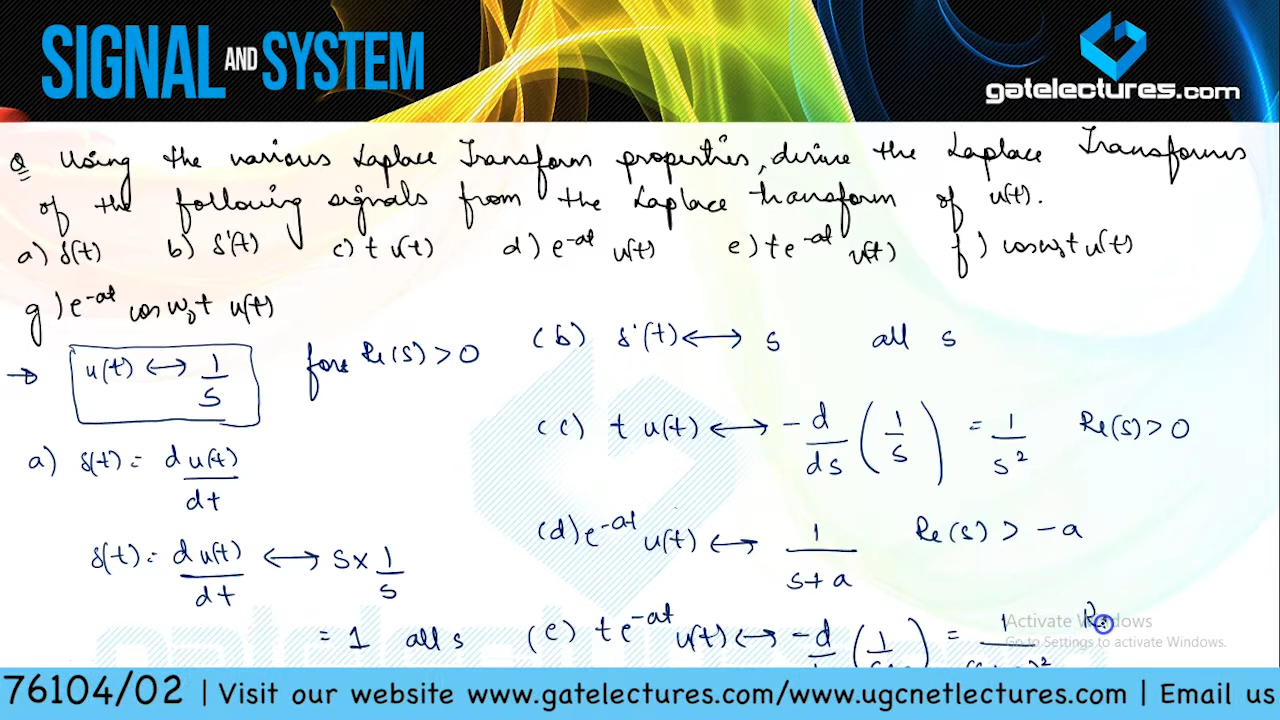 SIGNAL AND SYSTEM
gatelectures.com
Q Using the various Laplace Transform properties, derive the Laplace Transforms
of the following signals from the Laplace transform of u(t).
a) δ(t) b) δ'(t) c) t u(t) d) e^-at u(t) e) t e^-at u(t) f) cosω₀t u(t)
g) e^-at cos ω₀t u(t)
→ u(t) ↔ 1/s for Re(s) > 0
a) δ(t) = du(t)/dt
δ(t) = du(t)/dt ↔ s × 1/s
= 1 all s
(b) δ'(t) ↔ s all s
(c) t u(t) ↔ -d/ds (1/s) = 1/s² Re(s) > 0
(d) e^-at u(t) ↔ 1/(s+a) Re(s) > -a
(e) t e^-at u(t) ↔ -d
Activate Windows
Go to Settings to activate Windows.
76104/02 | Visit our website www.gatelectures.com/www.ugcnetlectures.com | Email us